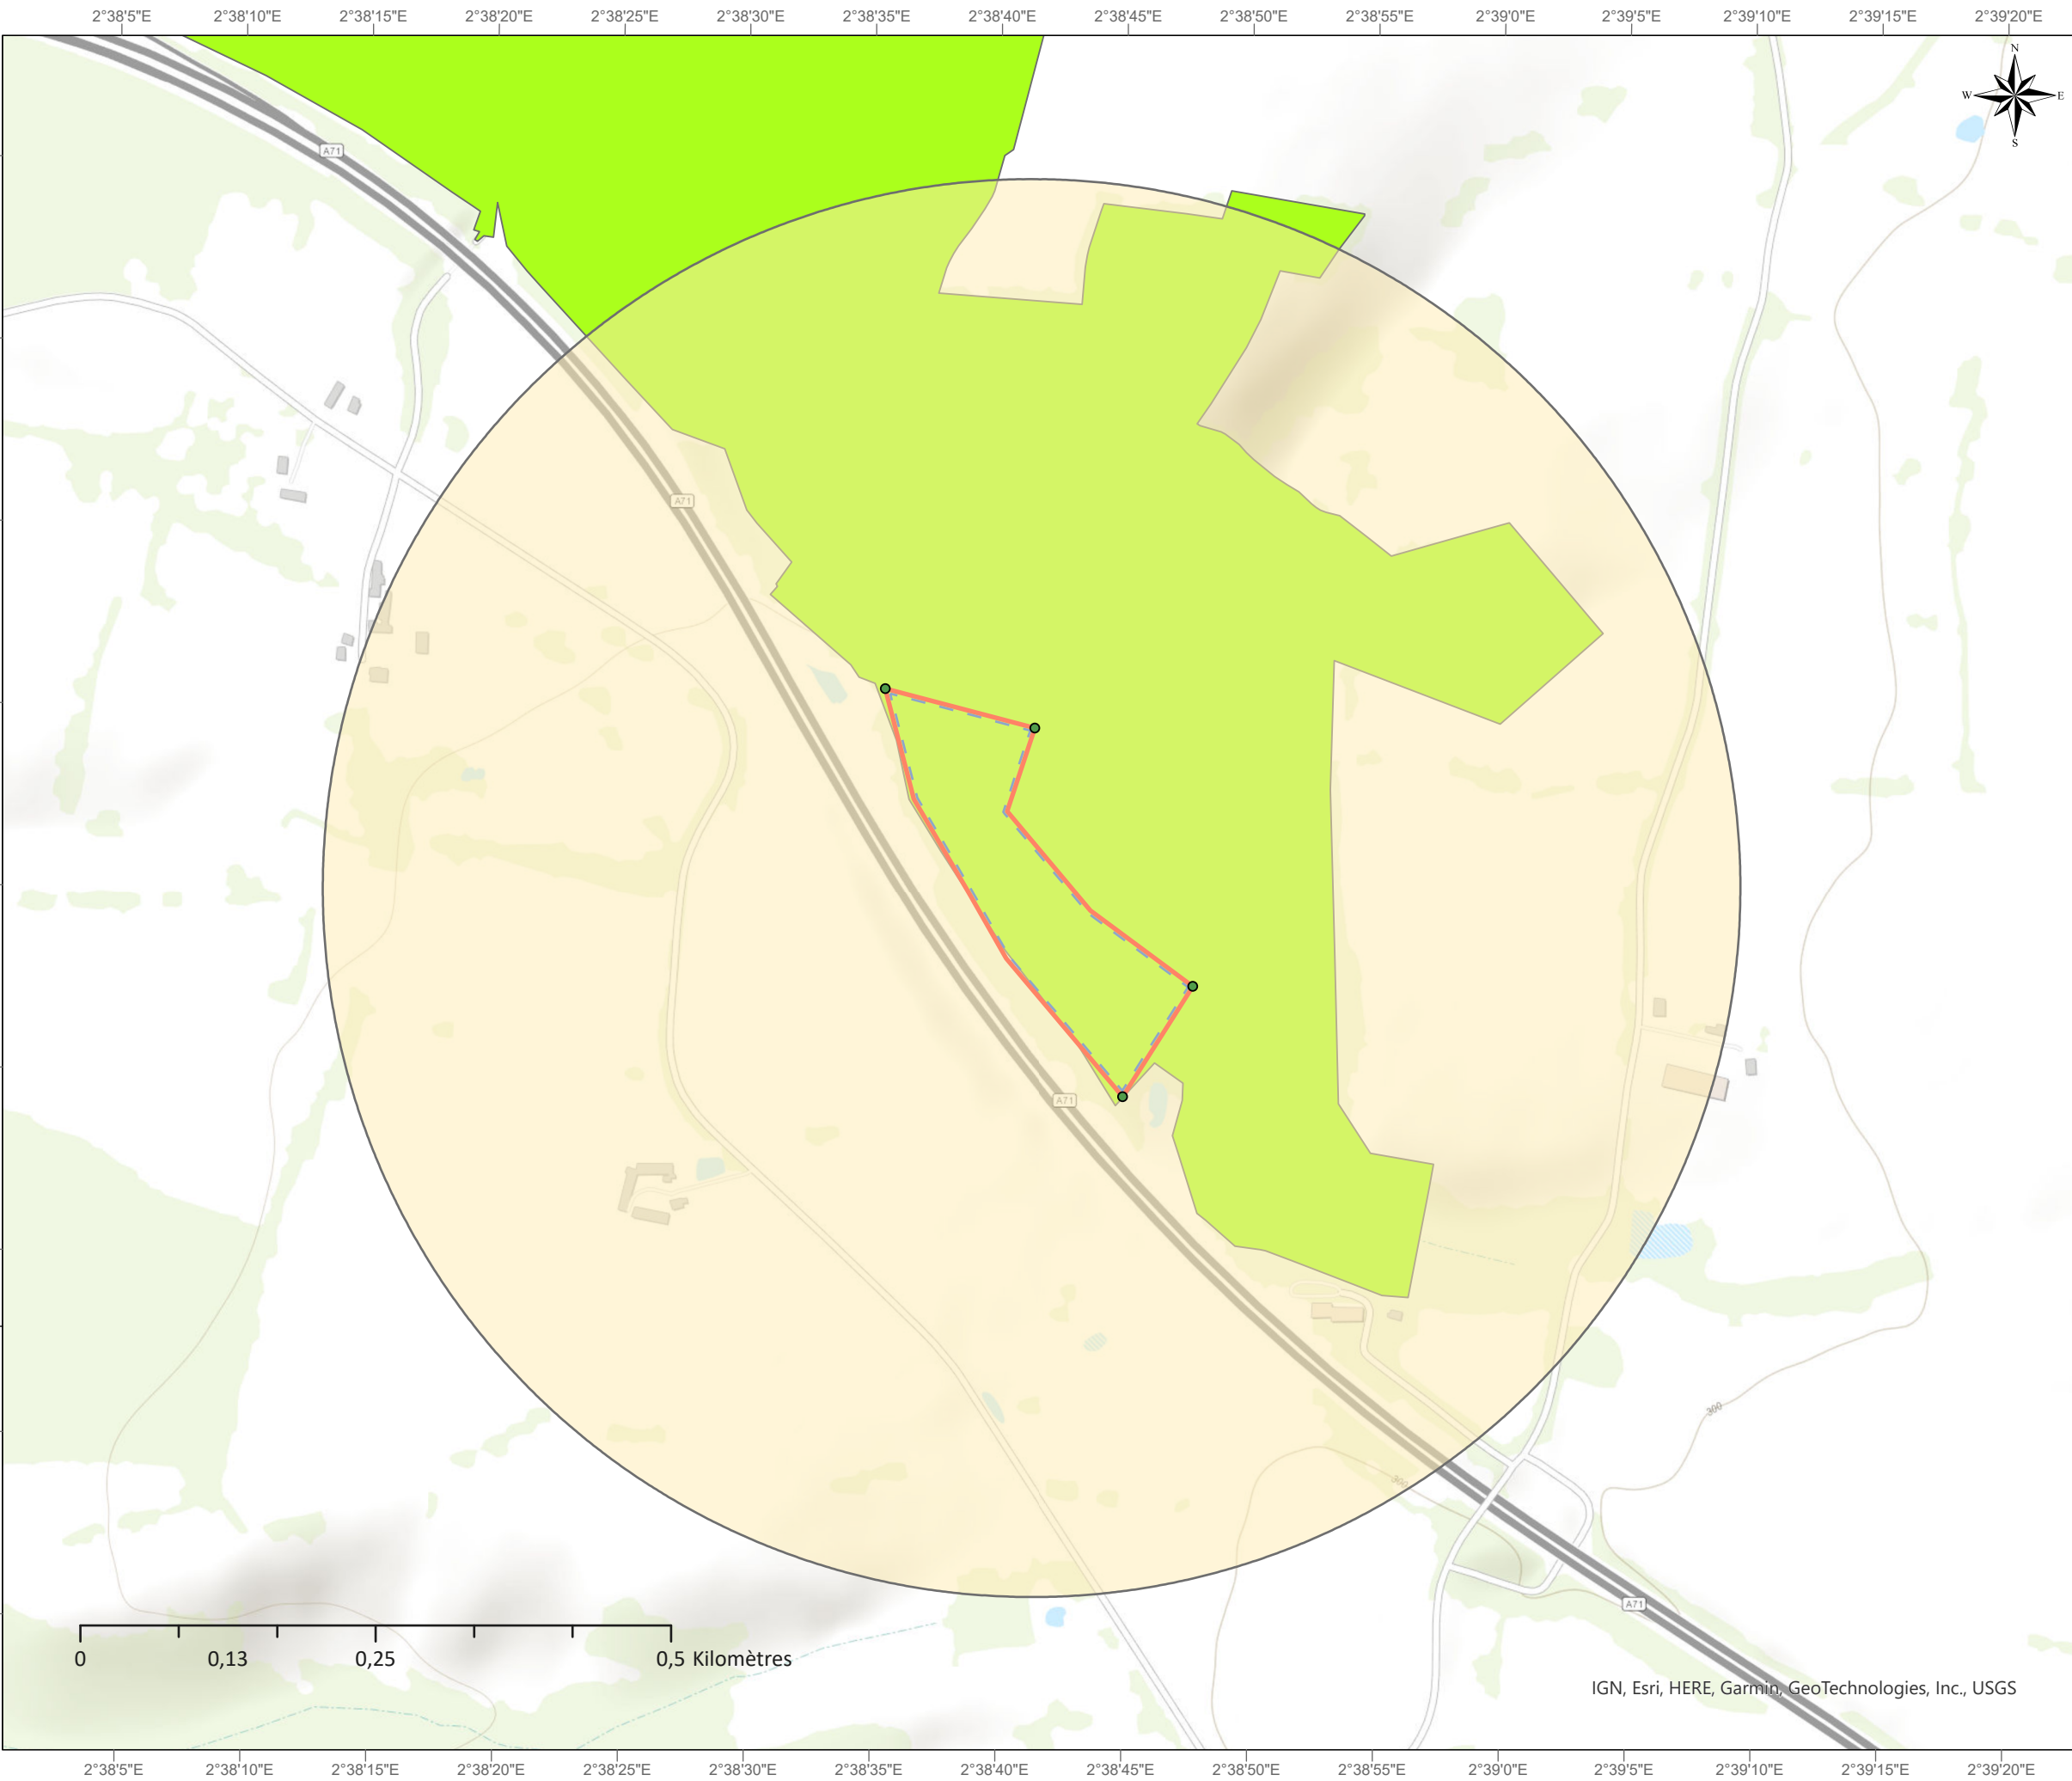 2°38'5"E 2°38'10"E 2°38'15"E 2°38'20"E 2°38'25"E 2°38'30"E 2°38'35"E 2°38'40"E 2°38'45"E 2°38'50"E 2°38'55"E 2°39'0"E 2°39'5"E 2°39'10"E 2°39'15"E 2°39'20"E
N
W E
S
A71
A71
A71
300
300
A71
0 0,13 0,25 0,5 Kilomètres
IGN, Esri, HERE, Garmin, GeoTechnologies, Inc., USGS
2°38'5"E 2°38'10"E 2°38'15"E 2°38'20"E 2°38'25"E 2°38'30"E 2°38'35"E 2°38'40"E 2°38'45"E 2°38'50"E 2°38'55"E 2°39'0"E 2°39'5"E 2°39'10"E 2°39'15"E 2°39'20"E